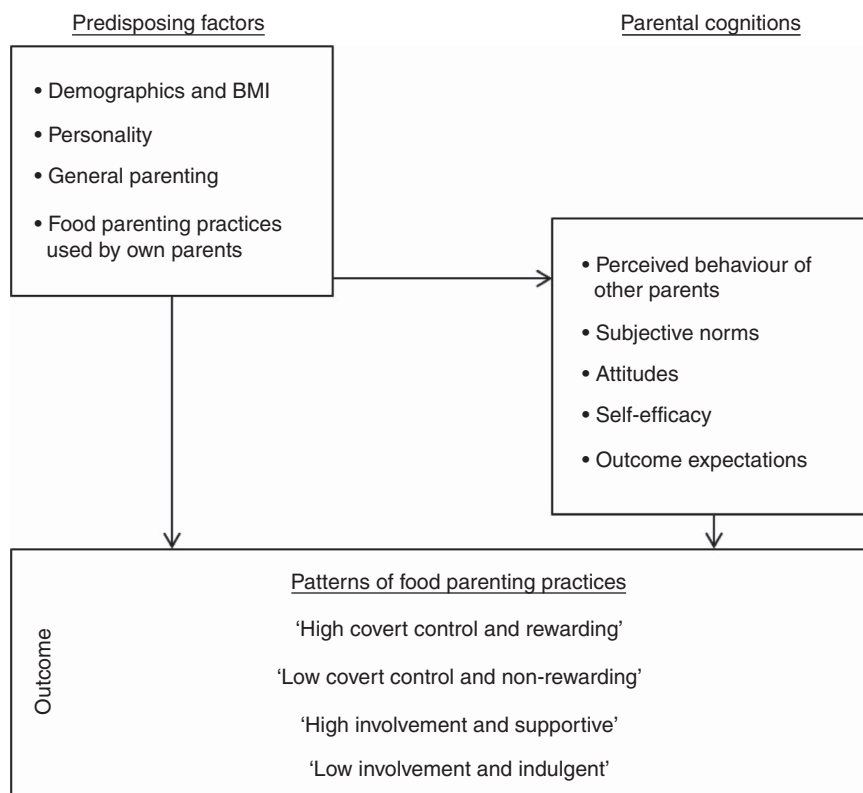 Predisposing factors
• Demographics and BMI
• Personality
• General parenting
• Food parenting practices
used by own parents
Parental cognitions
• Perceived behaviour of
other parents
• Subjective norms
• Attitudes
• Self-efficacy
• Outcome expectations
Outcome
Patterns of food parenting practices
‘High covert control and rewarding’
‘Low covert control and non-rewarding’
‘High involvement and supportive’
‘Low involvement and indulgent’